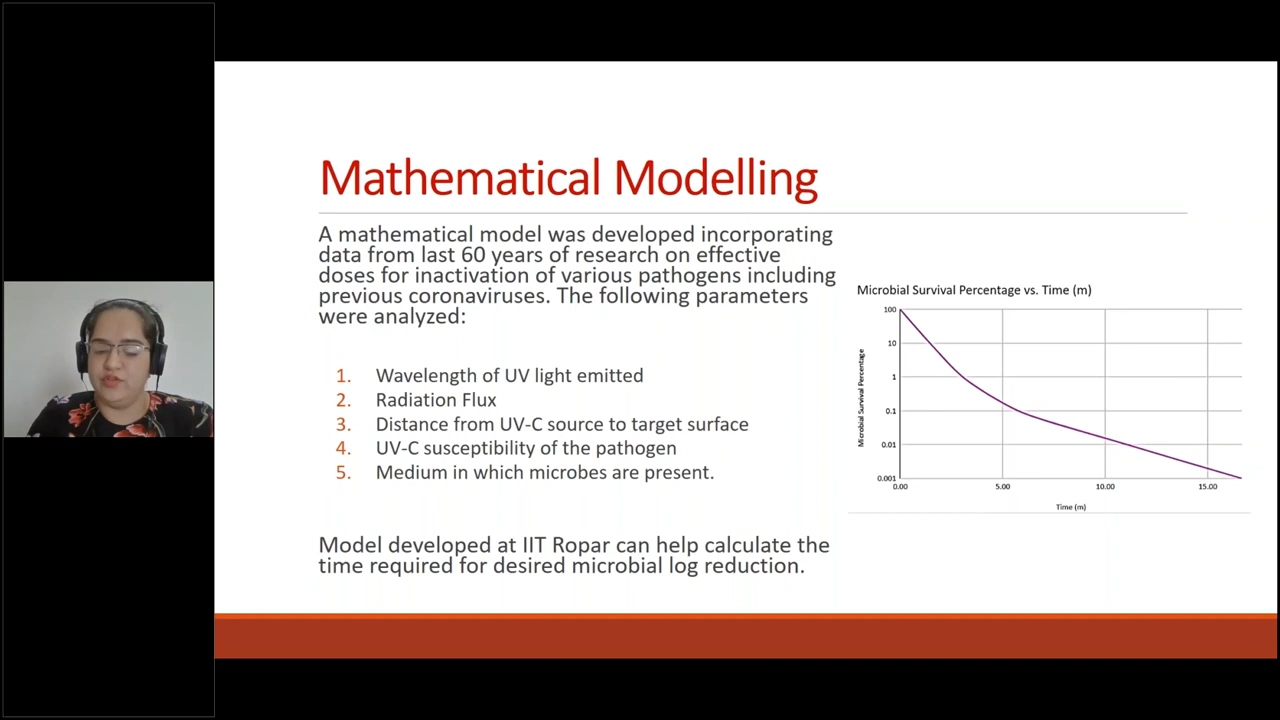 Mathematical Modelling
A mathematical model was developed incorporating
data from last 60 years of research on effective
doses for inactivation of various pathogens including
previous coronaviruses. The following parameters
were analyzed:
1. Wavelength of UV light emitted
2. Radiation Flux
3. Distance from UV-C source to target surface
4. UV-C susceptibility of the pathogen
5. Medium in which microbes are present.
Model developed at IIT Ropar can help calculate the
time required for desired microbial log reduction.
Microbial Survival Percentage vs. Time (m)
Microbial Survival Percentage
100
10
1
0.1
0.01
0.001
0.00 5.00 10.00 15.00
Time (m)